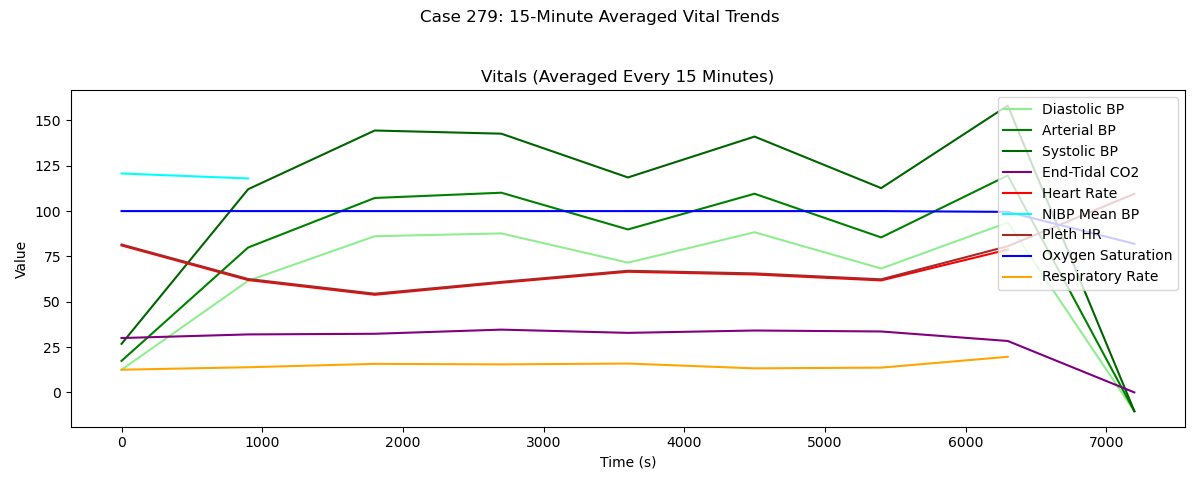 Case 279: 15-Minute Averaged Vital Trends
Vitals (Averaged Every 15 Minutes)
Value
150
125
100
75
50
25
0
Diastolic BP
Arterial BP
Systolic BP
End-Tidal CO2
Heart Rate
NIBP Mean BP
Pleth HR
Oxygen Saturation
Respiratory Rate
0 1000 2000 3000 4000 5000 6000 7000
Time (s)